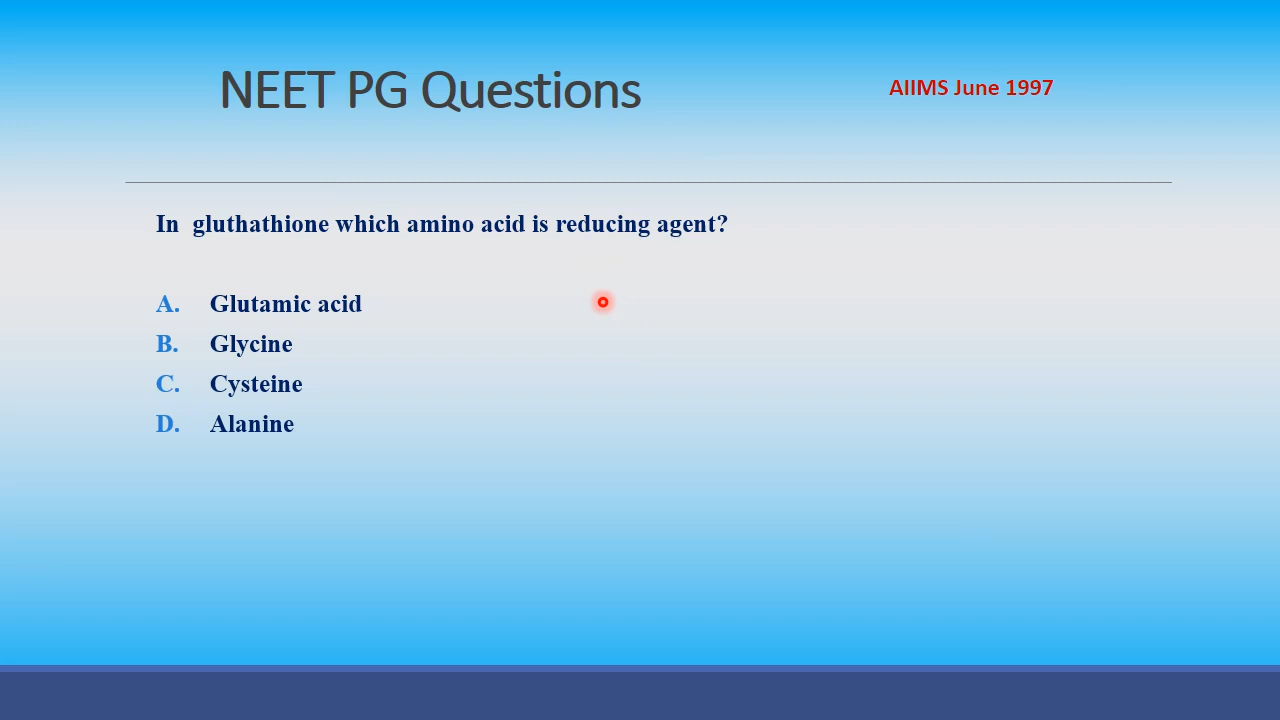 NEET PG Questions
AIIMS June 1997
In gluthathione which amino acid is reducing agent?
A. Glutamic acid
B. Glycine
C. Cysteine
D. Alanine